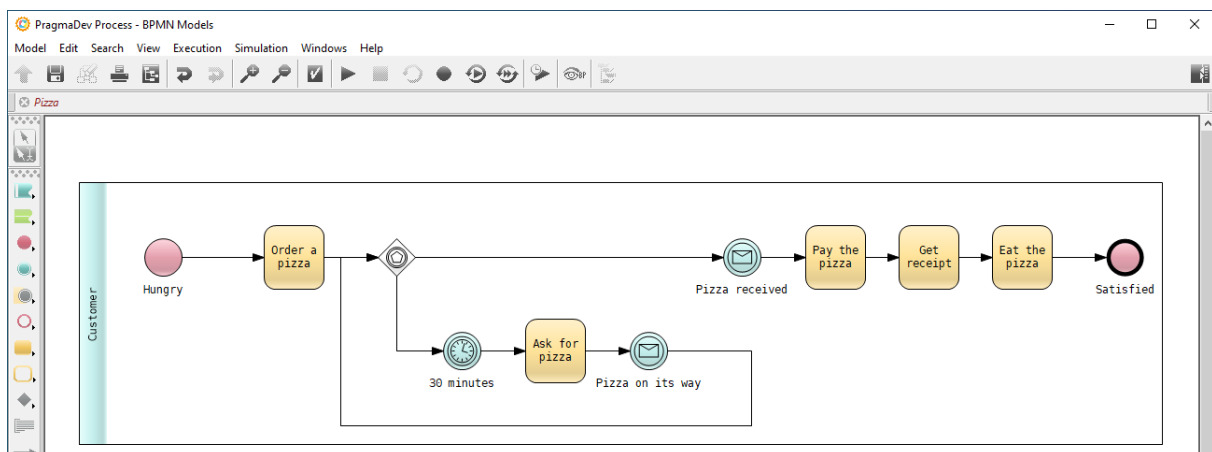 PragmaDev Process - BPMN Models
Model Edit Search View Execution Simulation Windows Help
Pizza
Customer
Hungry
Order a
pizza
Pizza received
Pay the
pizza
Get
receipt
Eat the
pizza
Satisfied
30 minutes
Ask for
pizza
Pizza on its way